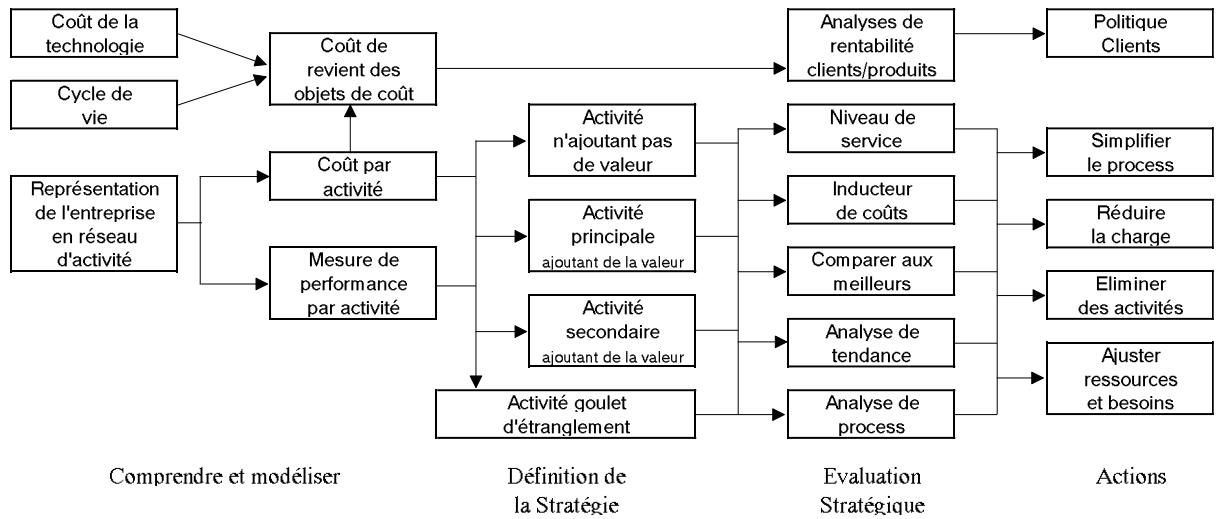 Coût de la
technologie
Cycle de
vie
Représentation
de l'entreprise
en réseau
d'activité
Coût de
revient des
objets de coût
Coût par
activité
Mesure de
performance
par activité
Activité
n'ajoutant pas
de valeur
Activité
principale
ajoutant de la valeur
Activité
secondaire
ajoutant de la valeur
Activité goulet
d'étranglement
Analyses de
rentabilité
clients/produits
Niveau de
service
Inducteur
de coûts
Comparer aux
meilleurs
Analyse de
tendance
Analyse de
process
Politique
Clients
Simplifier
le process
Réduire
la charge
Eliminer
des activités
Ajuster
ressources
et besoins
Comprendre et modéliser
Définition de
la Stratégie
Evaluation
Stratégique
Actions